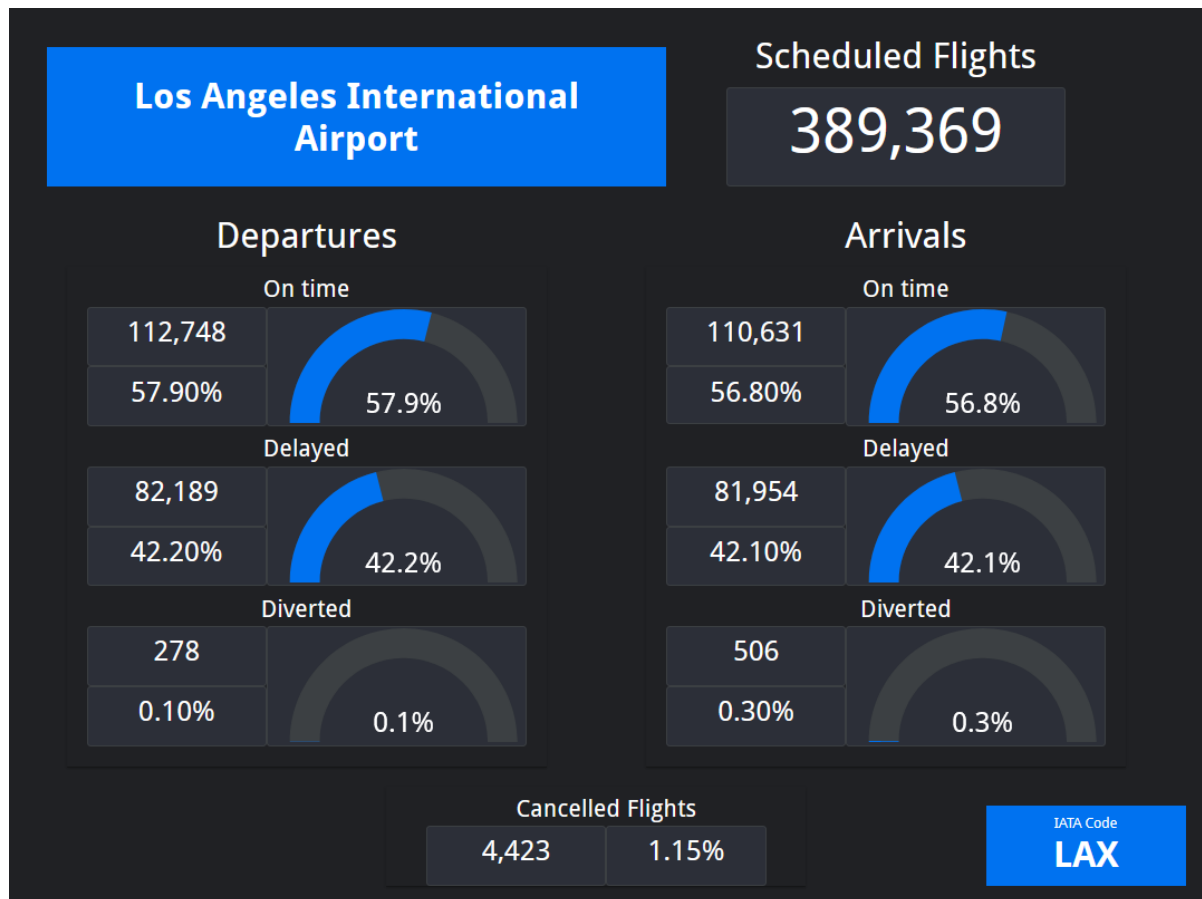 Los Angeles International
Airport
Scheduled Flights
389,369
Departures
On time
112,748
57.90%
57.9%
Delayed
82,189
42.20%
42.2%
Diverted
278
0.10%
0.1%
Arrivals
On time
110,631
56.80%
56.8%
Delayed
81,954
42.10%
42.1%
Diverted
506
0.30%
0.3%
Cancelled Flights
4,423 1.15%
IATA Code
LAX